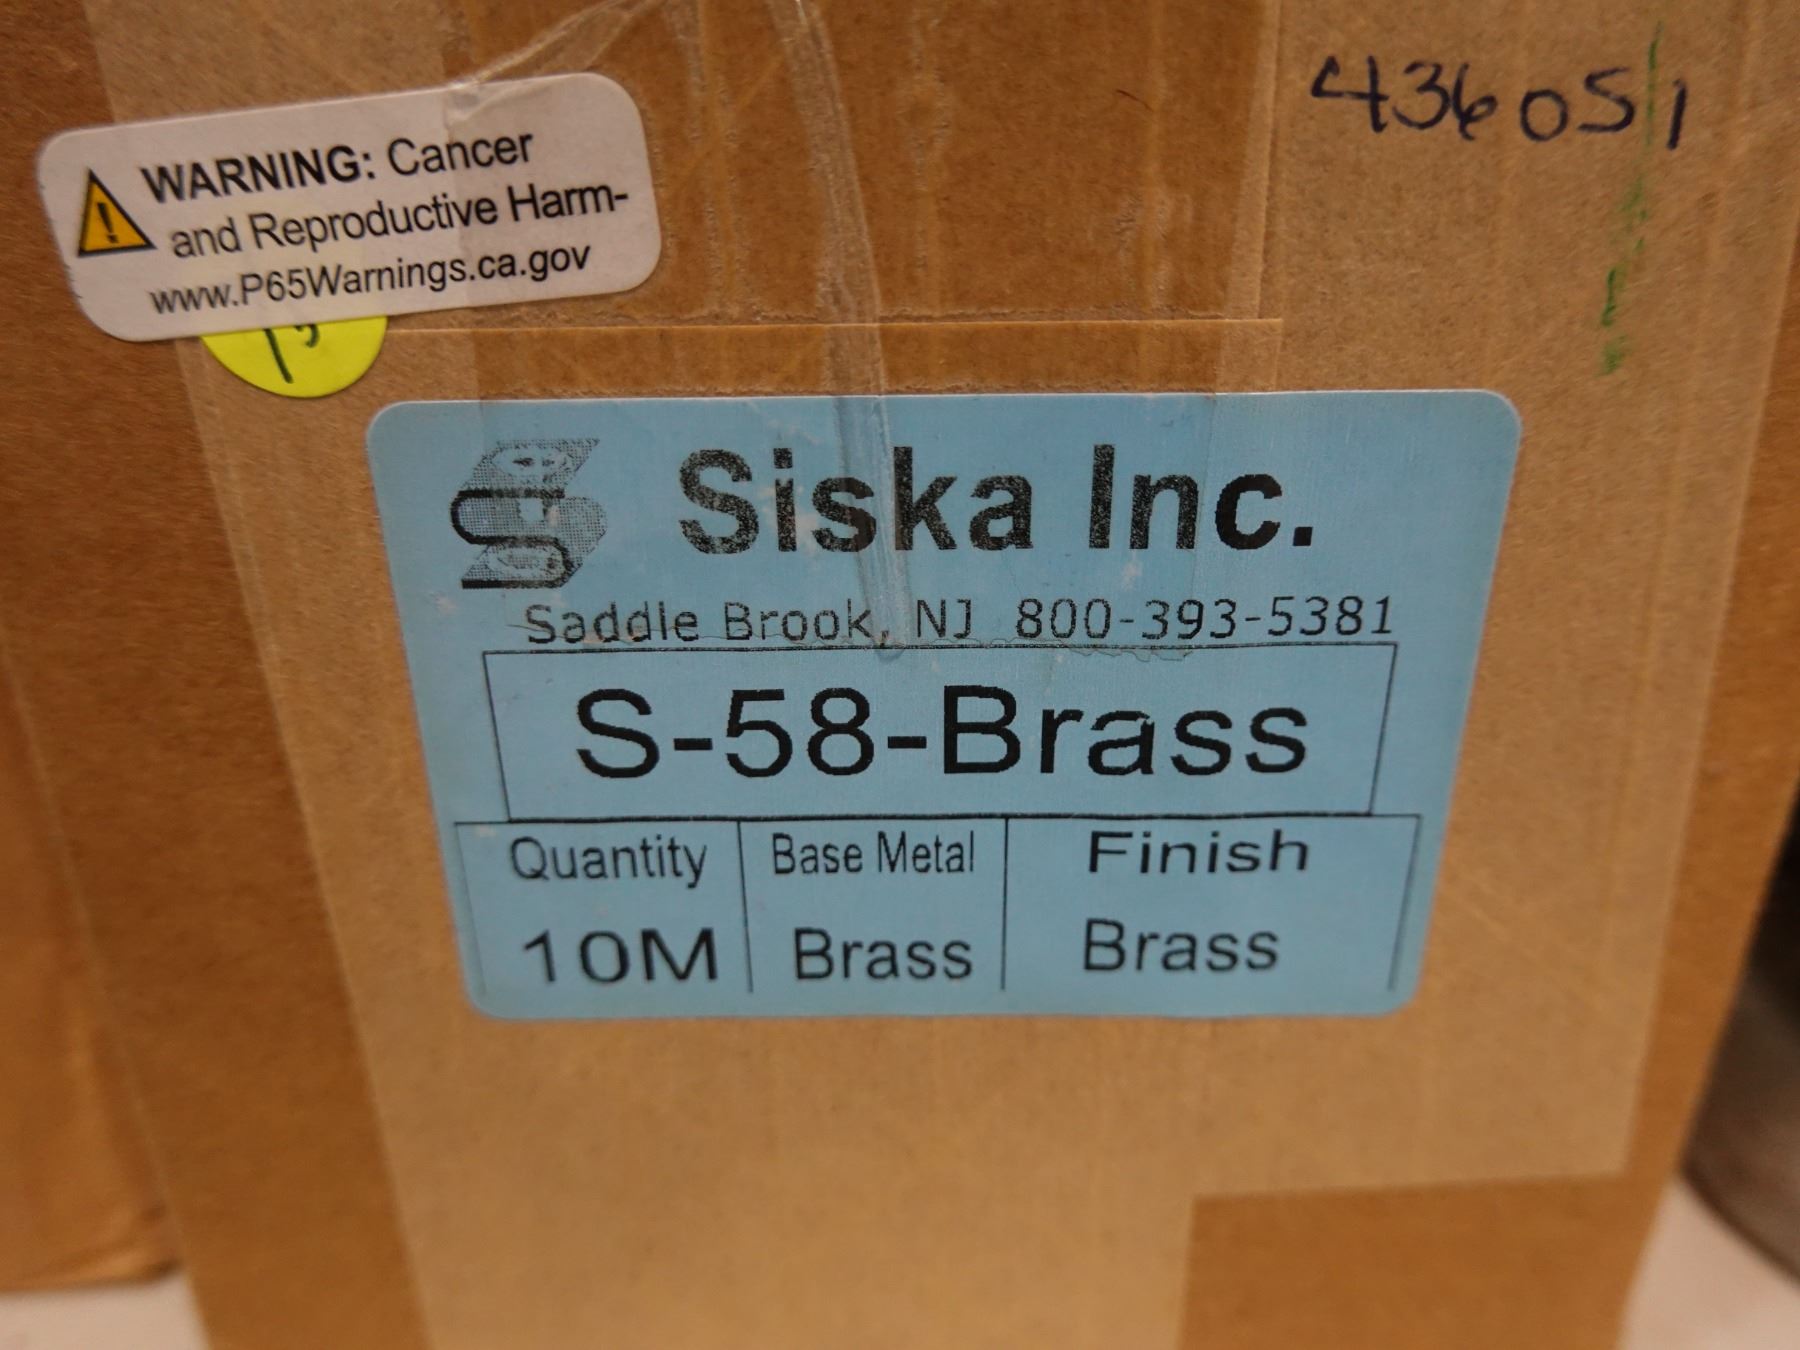 436051
WARNING: Cancer
and Reproductive Harm-
www.P65Warnings.ca.gov
Siska Inc.
Saddle Brook, NJ 800-393-5381
S-58-Brass
Quantity Base Metal Finish
10M Brass Brass